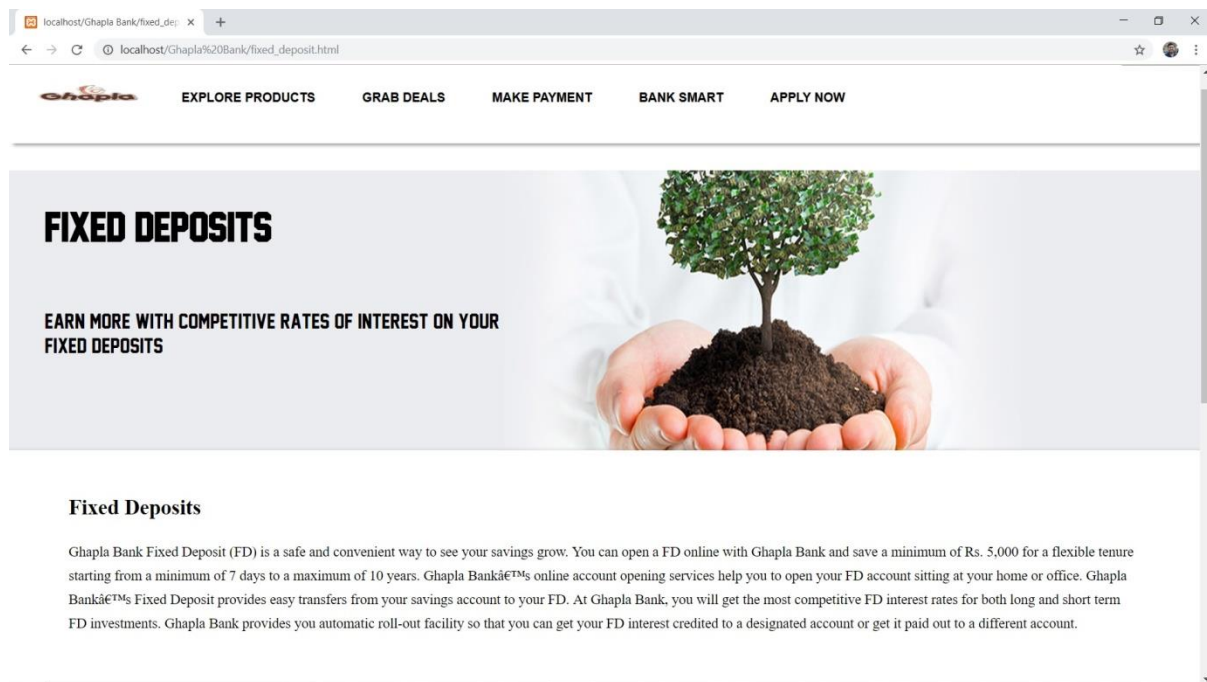 localhost/Ghapla Bank/fixed_dep
localhost/Ghapla%20Bank/fixed_deposit.html
Ghapla EXPLORE PRODUCTS GRAB DEALS MAKE PAYMENT BANK SMART APPLY NOW
FIXED DEPOSITS
EARN MORE WITH COMPETITIVE RATES OF INTEREST ON YOUR
FIXED DEPOSITS
Fixed Deposits
Ghapla Bank Fixed Deposit (FD) is a safe and convenient way to see your savings grow. You can open a FD online with Ghapla Bank and save a minimum of Rs. 5,000 for a flexible tenure
starting from a minimum of 7 days to a maximum of 10 years. Ghapla Bankâ€™s online account opening services help you to open your FD account sitting at your home or office. Ghapla
Bankâ€™s Fixed Deposit provides easy transfers from your savings account to your FD. At Ghapla Bank, you will get the most competitive FD interest rates for both long and short term
FD investments. Ghapla Bank provides you automatic roll-out facility so that you can get your FD interest credited to a designated account or get it paid out to a different account.